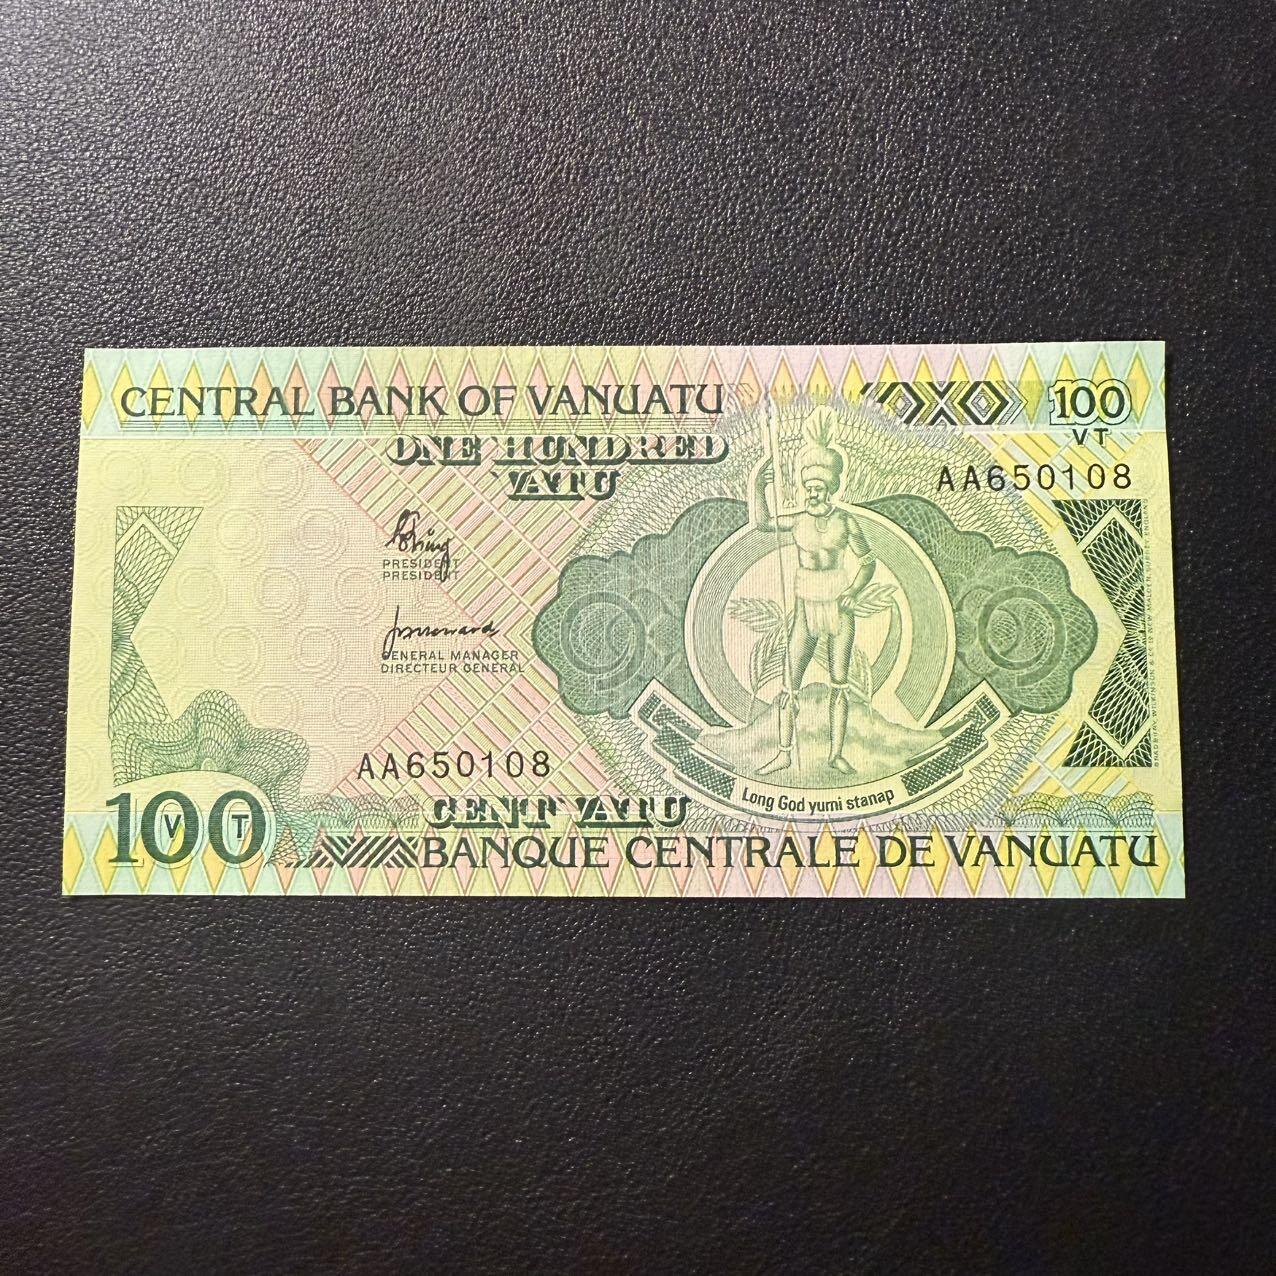 CENTRAL BANK OF VANUATU
100
VT
ONE HUNDRED
VATU
AA650108
PRESIDENT
PRESIDENT
GENERAL MANAGER
DIRECTEUR GENERAL
AA650108
Long God yumi stanap
CENT VATU
100
V T
BANQUE CENTRALE DE VANUATU